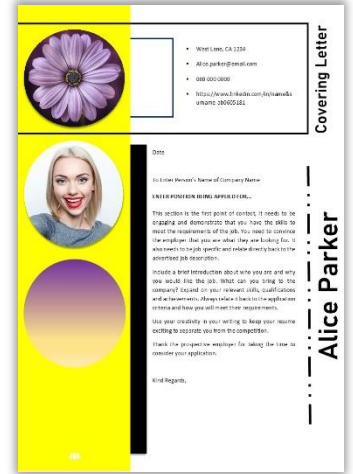 West Lane, CA 1234
Alice.parker@email.com
000 000 0000
Covering Letter
Alice Parker
Date
To Enter Person's Name of Company Name
ENTER POSITION BEING APPLIED FOR...
This section is the first point of contact, it needs to be
engaging and demonstrate that you have the skills to
meet the requirements of the job. You need to convince
the employer that you are what they are looking for. It
also needs to be job specific and relate directly back to the
advertised job description.
Include a brief introduction about who you are and why
you would like the job. What can you bring to the
company? Expand on your relevant skills, qualifications
and achievements. Always relate it back to the application
criteria and how you will meet their requirements.
Use your creativity in your writing to keep your resume
exciting to separate you from the competition.
Thank the prospective employer for taking the time to
consider your application.
Kind Regards,